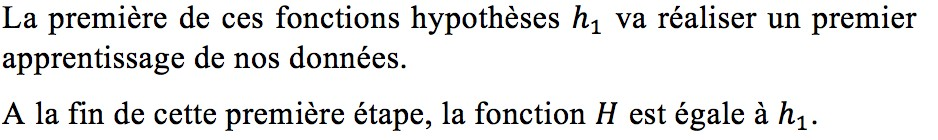 La première de ces fonctions hypothèses h₁ va réaliser un premier
apprentissage de nos données.
A la fin de cette première étape, la fonction H est égale à h₁.